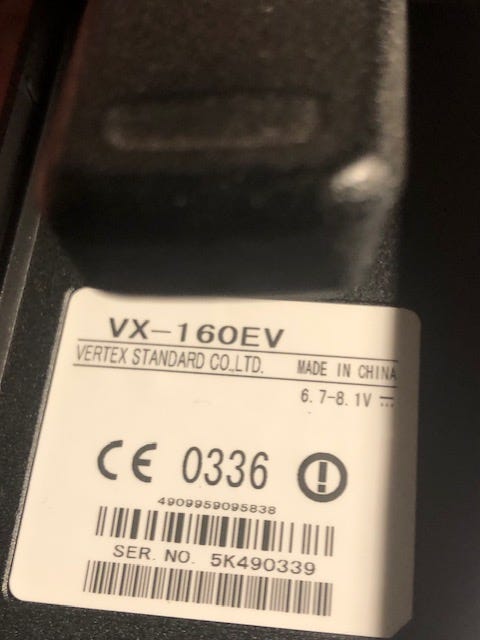 VX-160EV
VERTEX STANDARD CO.,LTD. MADE IN CHINA
6.7-8.1V ⎓
CE 0336
4909959095838
SER. NO. 5K490339